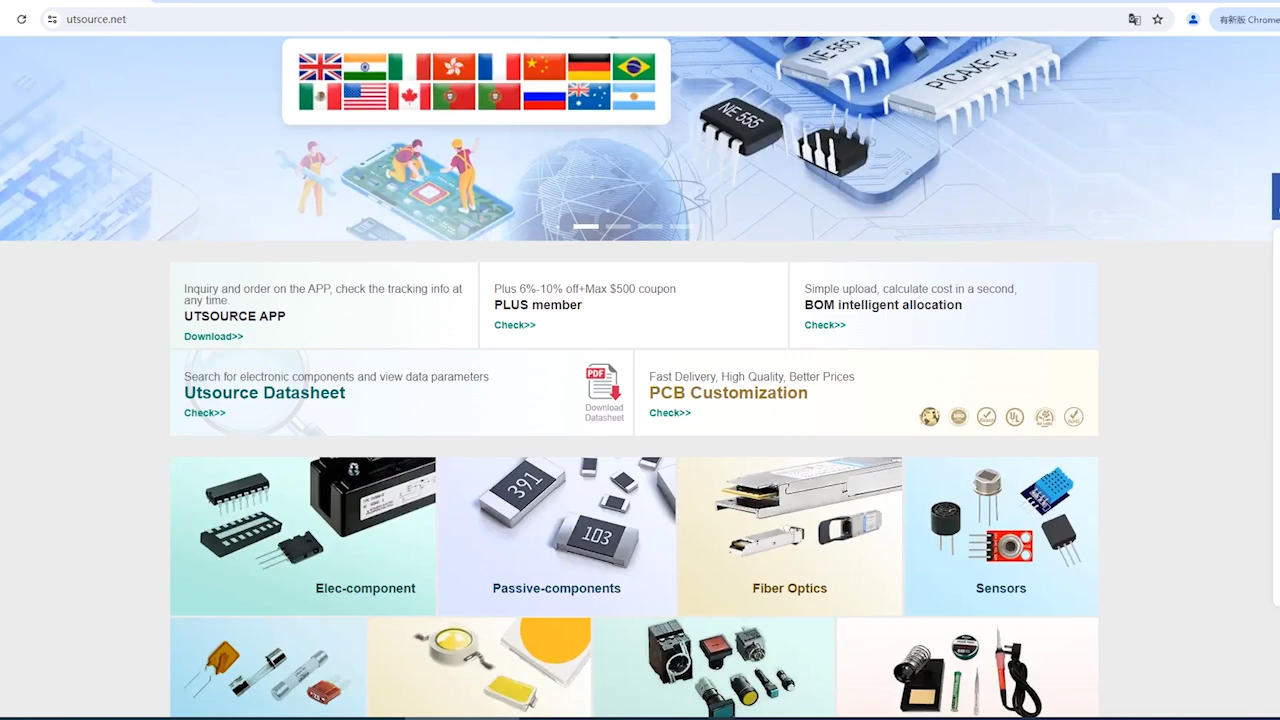 utsource.net
有新版 Chrome
NE 555
PICAXE-18
NE 555
Inquiry and order on the APP, check the tracking info at
any time.
UTSOURCE APP
Download>>
Plus 6%-10% off+Max $500 coupon
PLUS member
Check>>
Simple upload, calculate cost in a second,
BOM intelligent allocation
Check>>
Search for electronic components and view data parameters
Utsource Datasheet
Check>>
PDF
Download
Datasheet
Fast Delivery, High Quality, Better Prices
PCB Customization
Check>>
UL
391
103
Elec-component
Passive-components
Fiber Optics
Sensors